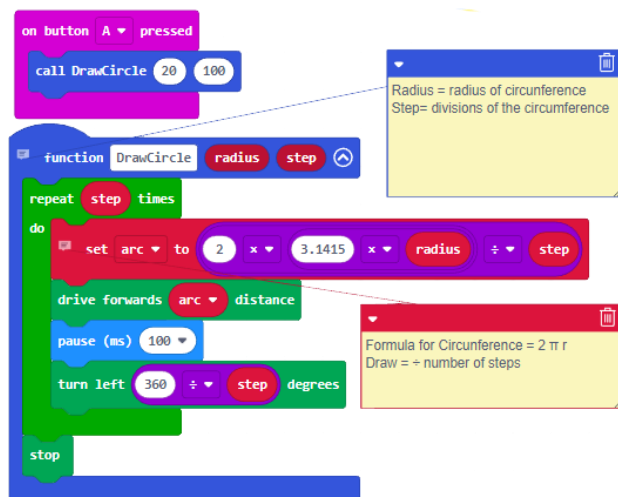 on button A pressed
call DrawCircle 20 100
Radius = radius of circunference
Step= divisions of the circumference
function DrawCircle radius step
repeat step times
do
set arc to 2 x 3.1415 x radius ÷ step
drive forwards arc distance
pause (ms) 100
turn left 360 ÷ step degrees
stop
Formula for Circunference = 2 π r
Draw = ÷ number of steps